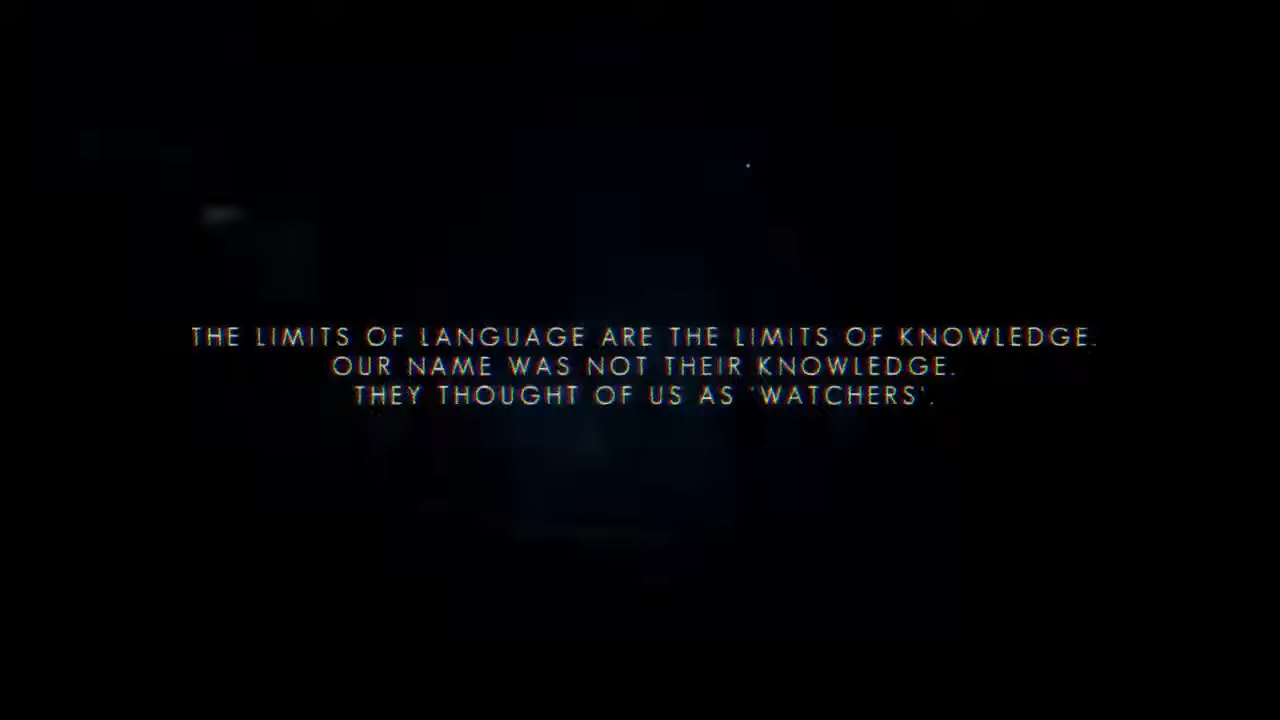 THE LIMITS OF LANGUAGE ARE THE LIMITS OF KNOWLEDGE.
OUR NAME WAS NOT THEIR KNOWLEDGE.
THEY THOUGHT OF US AS 'WATCHERS'.